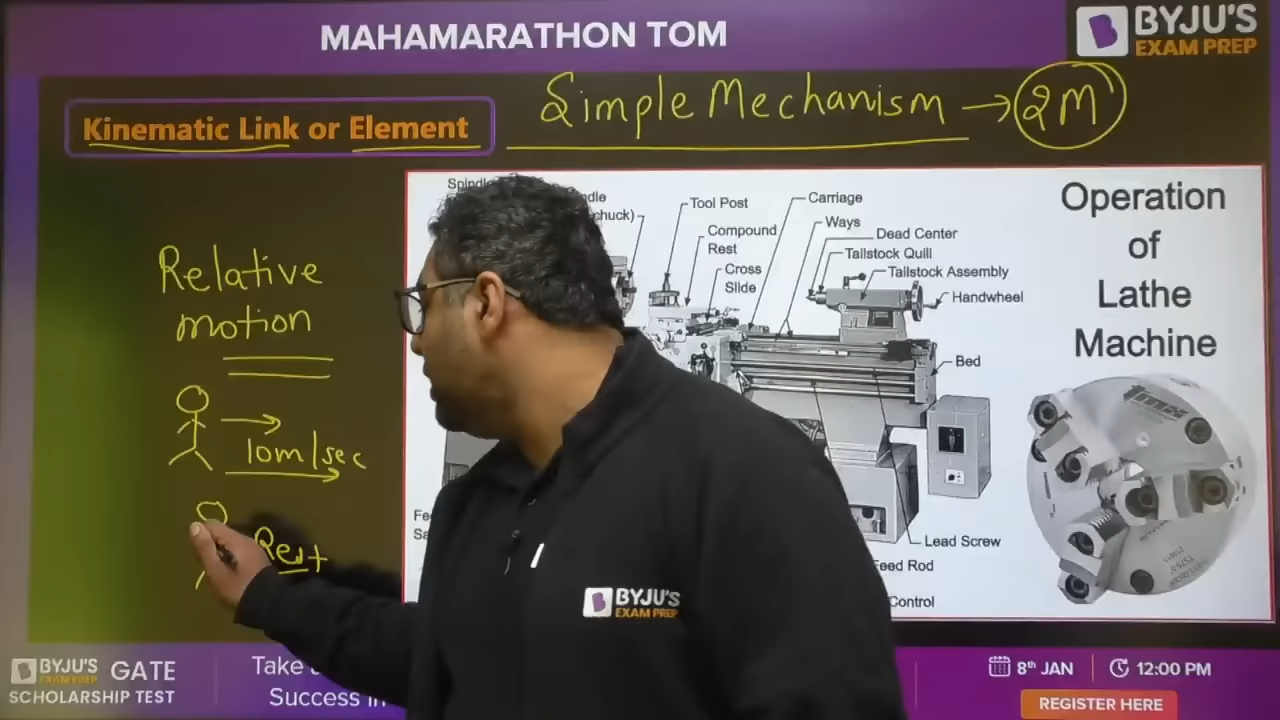 MAHAMARATHON TOM
BYJU'S
EXAM PREP
Kinematic Link or Element
Simple Mechanism → 2M
Relative
motion
10m/sec
Rest
Tool Post
Compound
Rest
Cross
Slide
Carriage
Ways
Dead Center
Tailstock Quill
Tailstock Assembly
Handwheel
Bed
Lead Screw
Feed Rod
Control
Operation
of
Lathe
Machine
BYJU'S
EXAM PREP
BYJU'S
EXAM PREP
GATE
SCHOLARSHIP TEST
Take
Success in
8th JAN
12:00 PM
REGISTER HERE